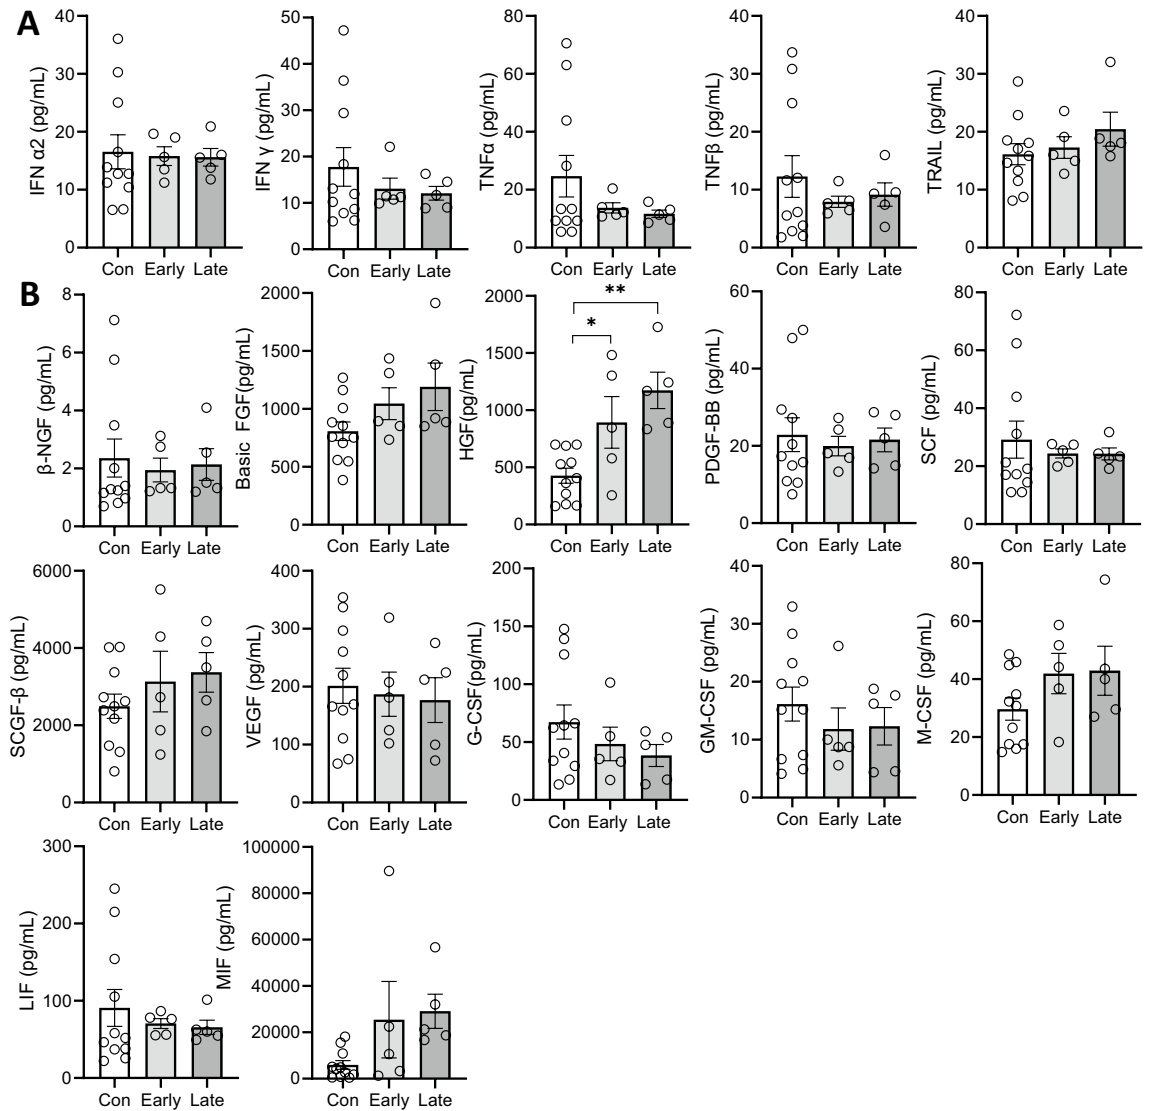 A
IFN α2 (pg/mL)
40
30
20
10
0
Con Early Late
IFN γ (pg/mL)
50
40
30
20
10
0
Con Early Late
TNFα (pg/mL)
80
60
40
20
0
Con Early Late
TNFβ (pg/mL)
40
30
20
10
0
Con Early Late
TRAIL (pg/mL)
40
30
20
10
0
Con Early Late
B
β-NGF (pg/mL)
8
6
4
2
0
Con Early Late
Basic FGF(pg/mL)
2000
1500
1000
500
0
Con Early Late
HGF(pg/mL)
2000
1500
1000
500
0
**
*
Con Early Late
PDGF-BB (pg/mL)
60
40
20
0
Con Early Late
SCF (pg/mL)
80
60
40
20
0
Con Early Late
SCGF-β (pg/mL)
6000
4000
2000
0
Con Early Late
VEGF (pg/mL)
400
300
200
100
0
Con Early Late
G-CSF(pg/mL)
200
150
100
50
0
Con Early Late
GM-CSF (pg/mL)
40
30
20
10
0
Con Early Late
M-CSF (pg/mL)
80
60
40
20
0
Con Early Late
LIF (pg/mL)
300
200
100
0
Con Early Late
MIF (pg/mL)
100000
80000
60000
40000
20000
0
Con Early Late